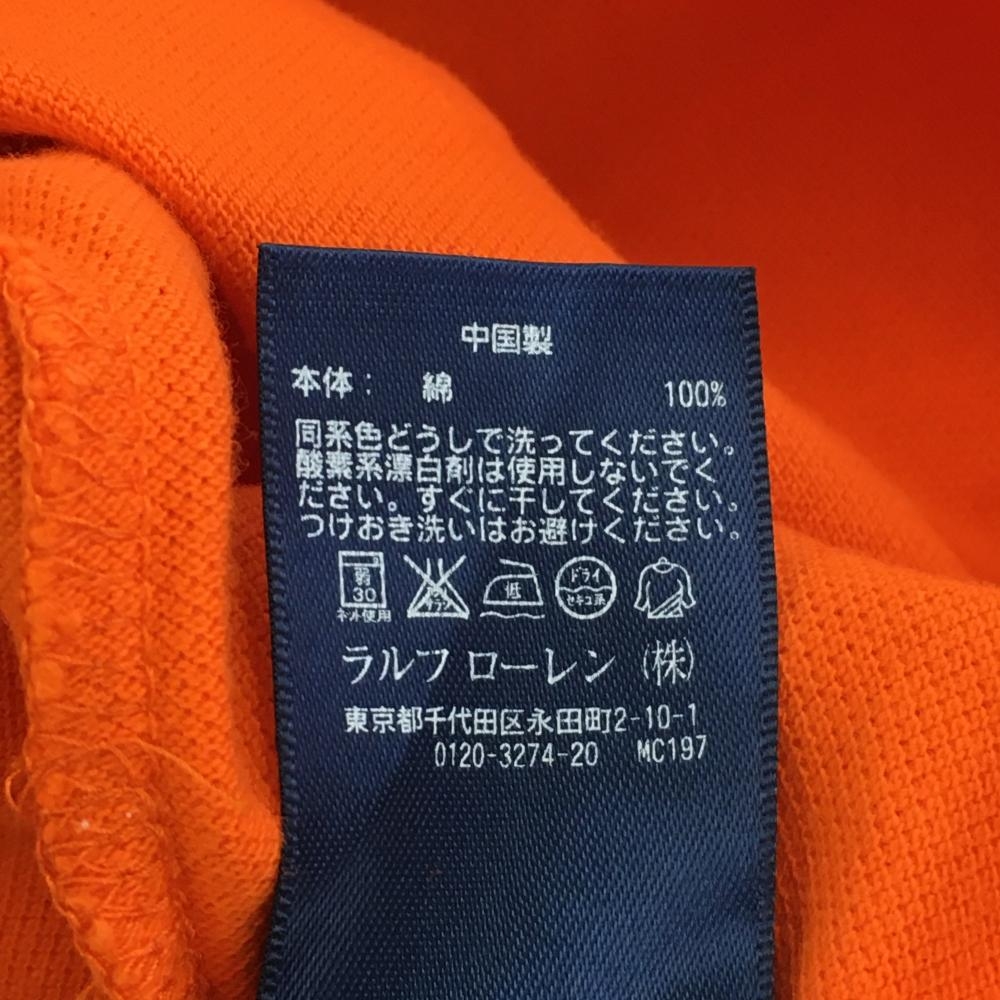 中国製
本体： 綿 100%
同系色どうしで洗ってください。
酸素系漂白剤は使用しないでく
ださい。すぐに干してください。
つけおき洗いはお避けください。
弱
30
ネット使用
低
ドライ
セキユ系
ラルフ ローレン (株)
東京都千代田区永田町2-10-1
0120-3274-20 MC197